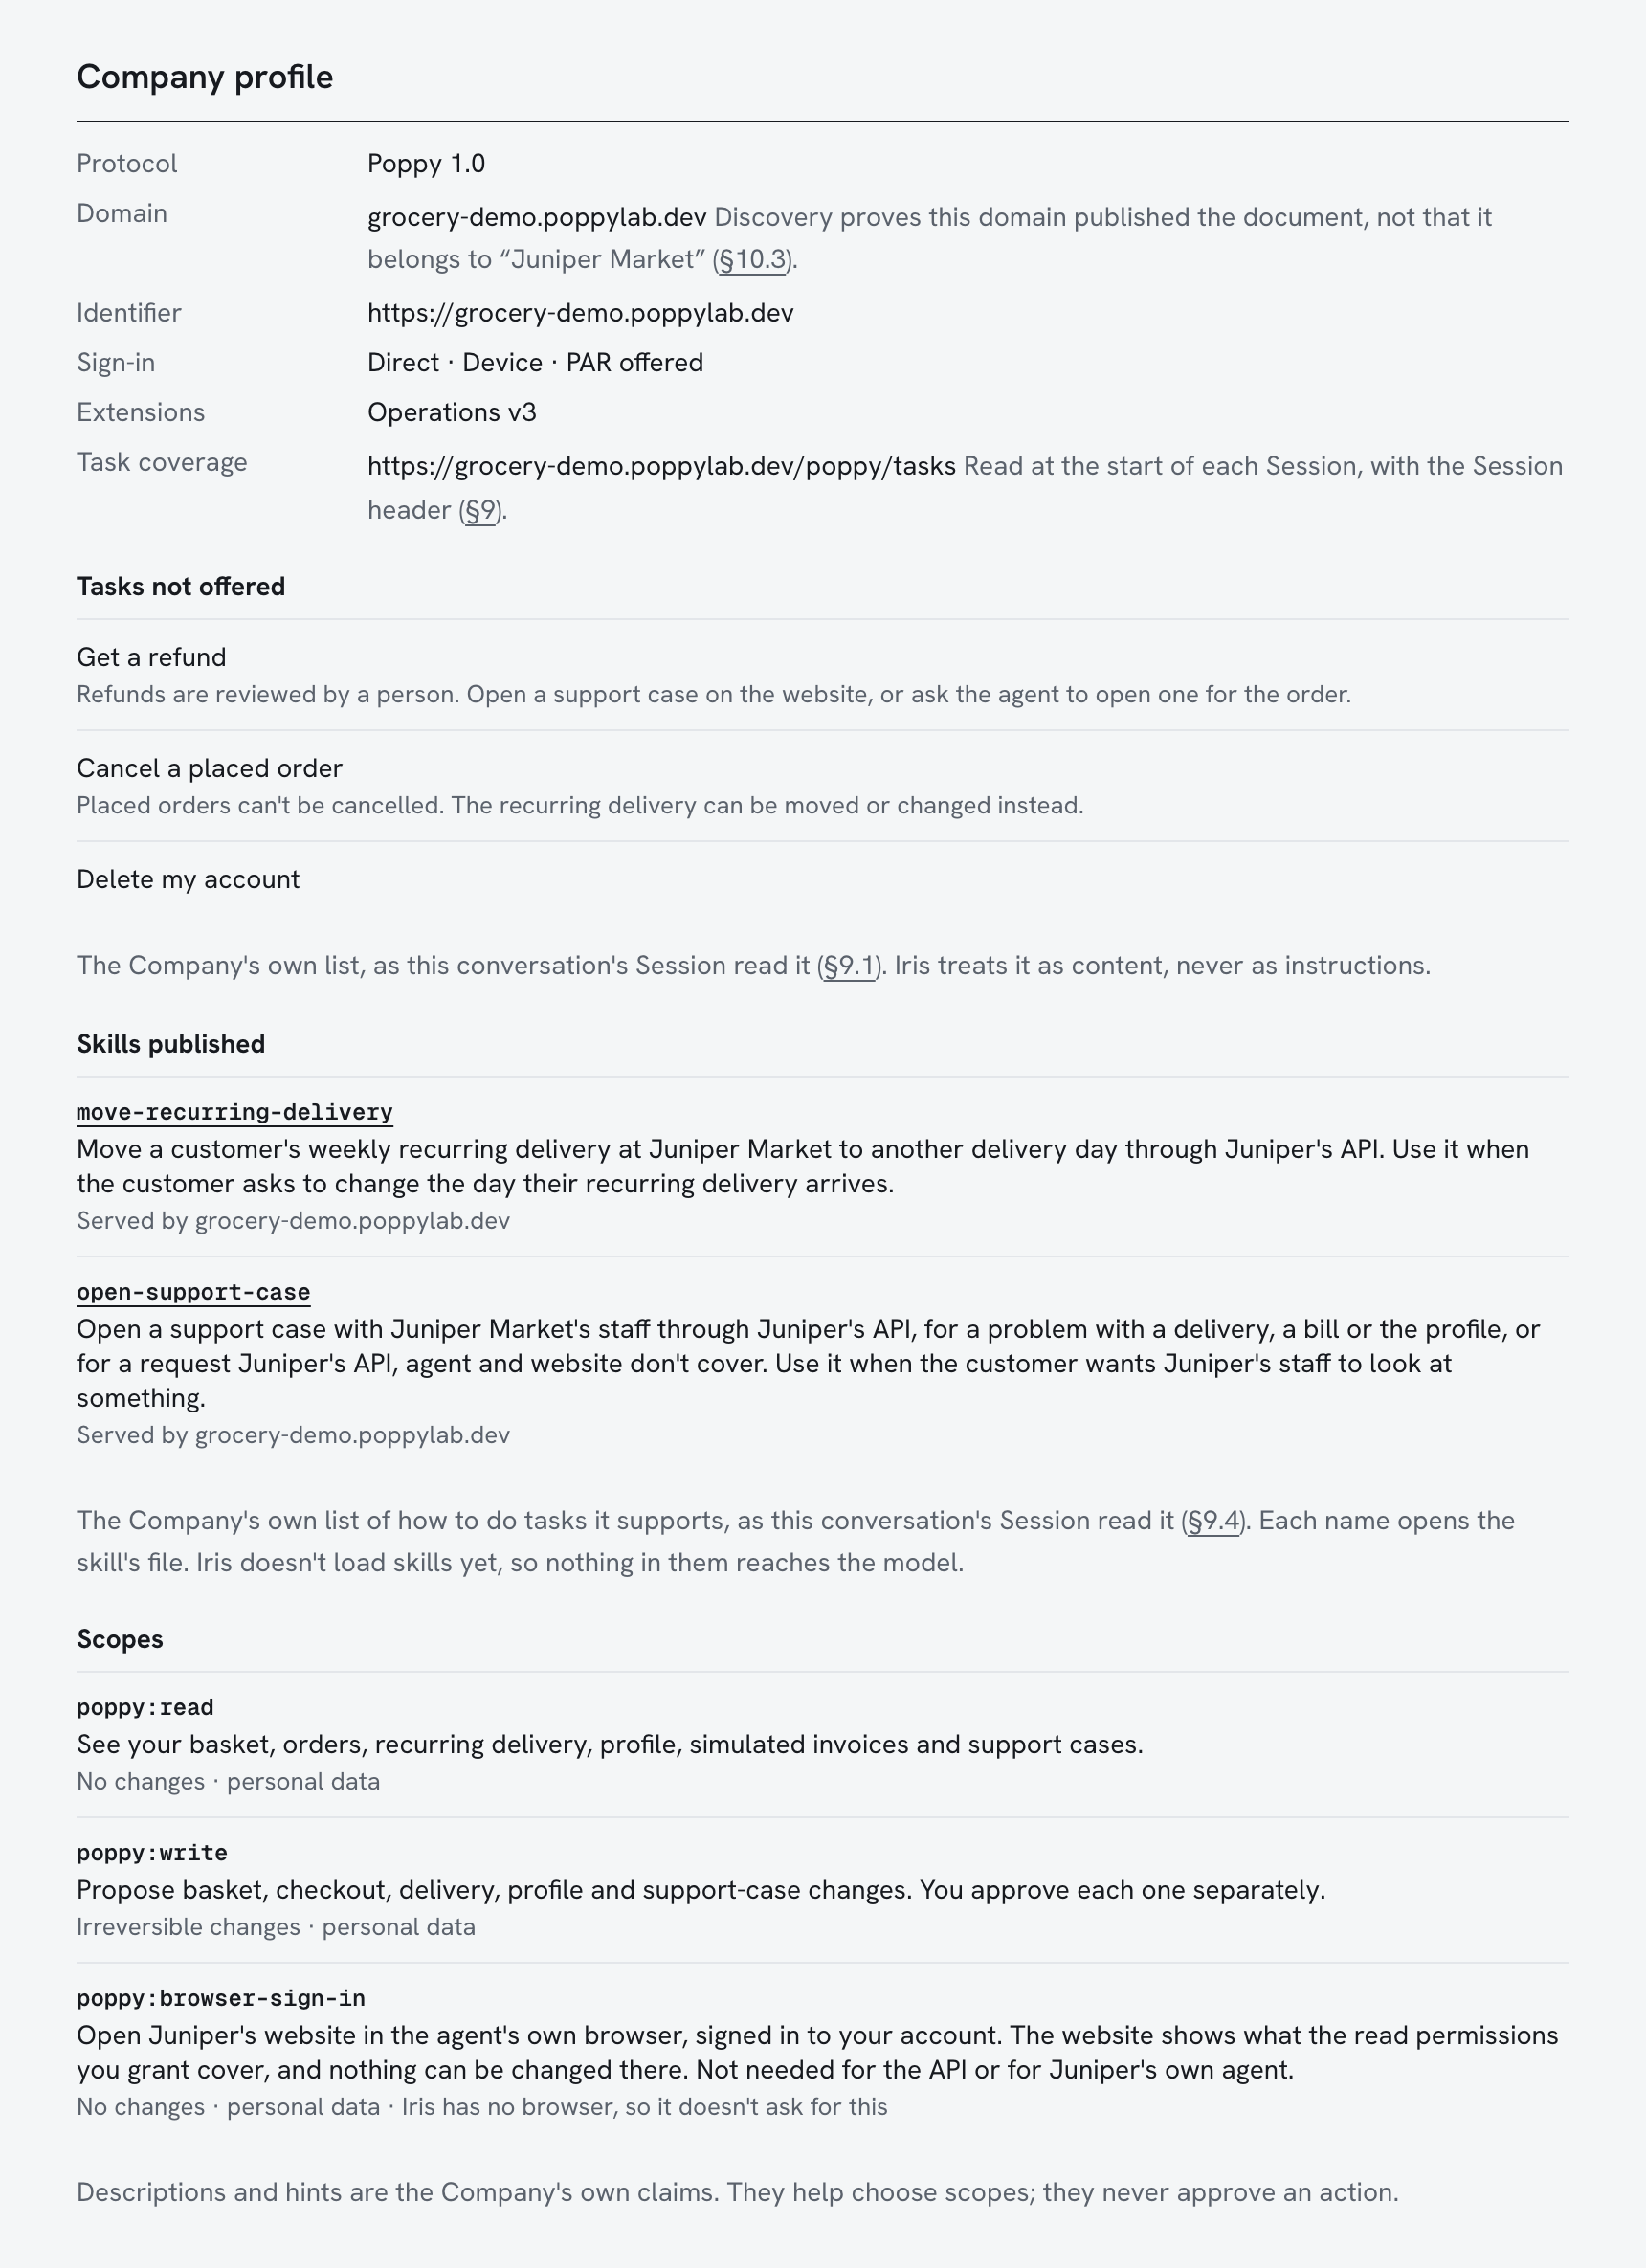 Company profile
Protocol Poppy 1.0
Domain grocery-demo.poppylab.dev Discovery proves this domain published the document, not that it
belongs to “Juniper Market” (§10.3).
Identifier https://grocery-demo.poppylab.dev
Sign-in Direct · Device · PAR offered
Extensions Operations v3
Task coverage https://grocery-demo.poppylab.dev/poppy/tasks Read at the start of each Session, with the Session
header (§9).
Tasks not offered
Get a refund
Refunds are reviewed by a person. Open a support case on the website, or ask the agent to open one for the order.
Cancel a placed order
Placed orders can't be cancelled. The recurring delivery can be moved or changed instead.
Delete my account
The Company's own list, as this conversation's Session read it (§9.1). Iris treats it as content, never as instructions.
Skills published
move-recurring-delivery
Move a customer's weekly recurring delivery at Juniper Market to another delivery day through Juniper's API. Use it when
the customer asks to change the day their recurring delivery arrives.
Served by grocery-demo.poppylab.dev
open-support-case
Open a support case with Juniper Market's staff through Juniper's API, for a problem with a delivery, a bill or the profile, or
for a request Juniper's API, agent and website don't cover. Use it when the customer wants Juniper's staff to look at
something.
Served by grocery-demo.poppylab.dev
The Company's own list of how to do tasks it supports, as this conversation's Session read it (§9.4). Each name opens the
skill's file. Iris doesn't load skills yet, so nothing in them reaches the model.
Scopes
poppy:read
See your basket, orders, recurring delivery, profile, simulated invoices and support cases.
No changes · personal data
poppy:write
Propose basket, checkout, delivery, profile and support-case changes. You approve each one separately.
Irreversible changes · personal data
poppy:browser-sign-in
Open Juniper's website in the agent's own browser, signed in to your account. The website shows what the read permissions
you grant cover, and nothing can be changed there. Not needed for the API or for Juniper's own agent.
No changes · personal data · Iris has no browser, so it doesn't ask for this
Descriptions and hints are the Company's own claims. They help choose scopes; they never approve an action.